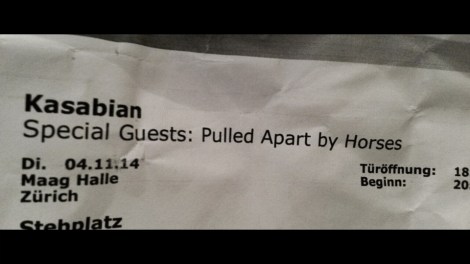 Kasabian
Special Guests: Pulled Apart by Horses
Di. 04.11.14
Maag Halle
Zürich
Stehplatz
Türöffnung: 18
Beginn: 20